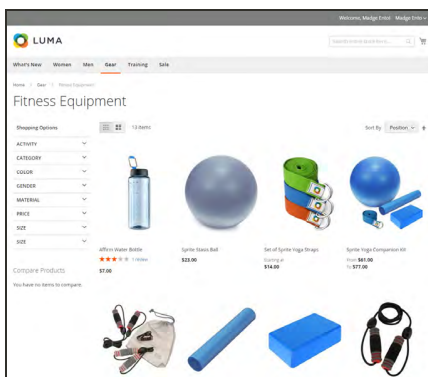 Welcome, Madge Ento! Madge Ento
LUMA
Search entire store here...
What's New Women Men Gear Training Sale
Home / Gear / Fitness Equipment
Fitness Equipment
Shopping Options
13 Items
Sort By Position
ACTIVITY
CATEGORY
COLOR
GENDER
MATERIAL
PRICE
SIZE
SIZE
Compare Products
You have no items to compare.
Affirm Water Bottle
1 review
$7.00
Sprite Stasis Ball
$23.00
Set of Sprite Yoga Straps
Starting at
$14.00
Sprite Yoga Companion Kit
From $61.00
To $77.00